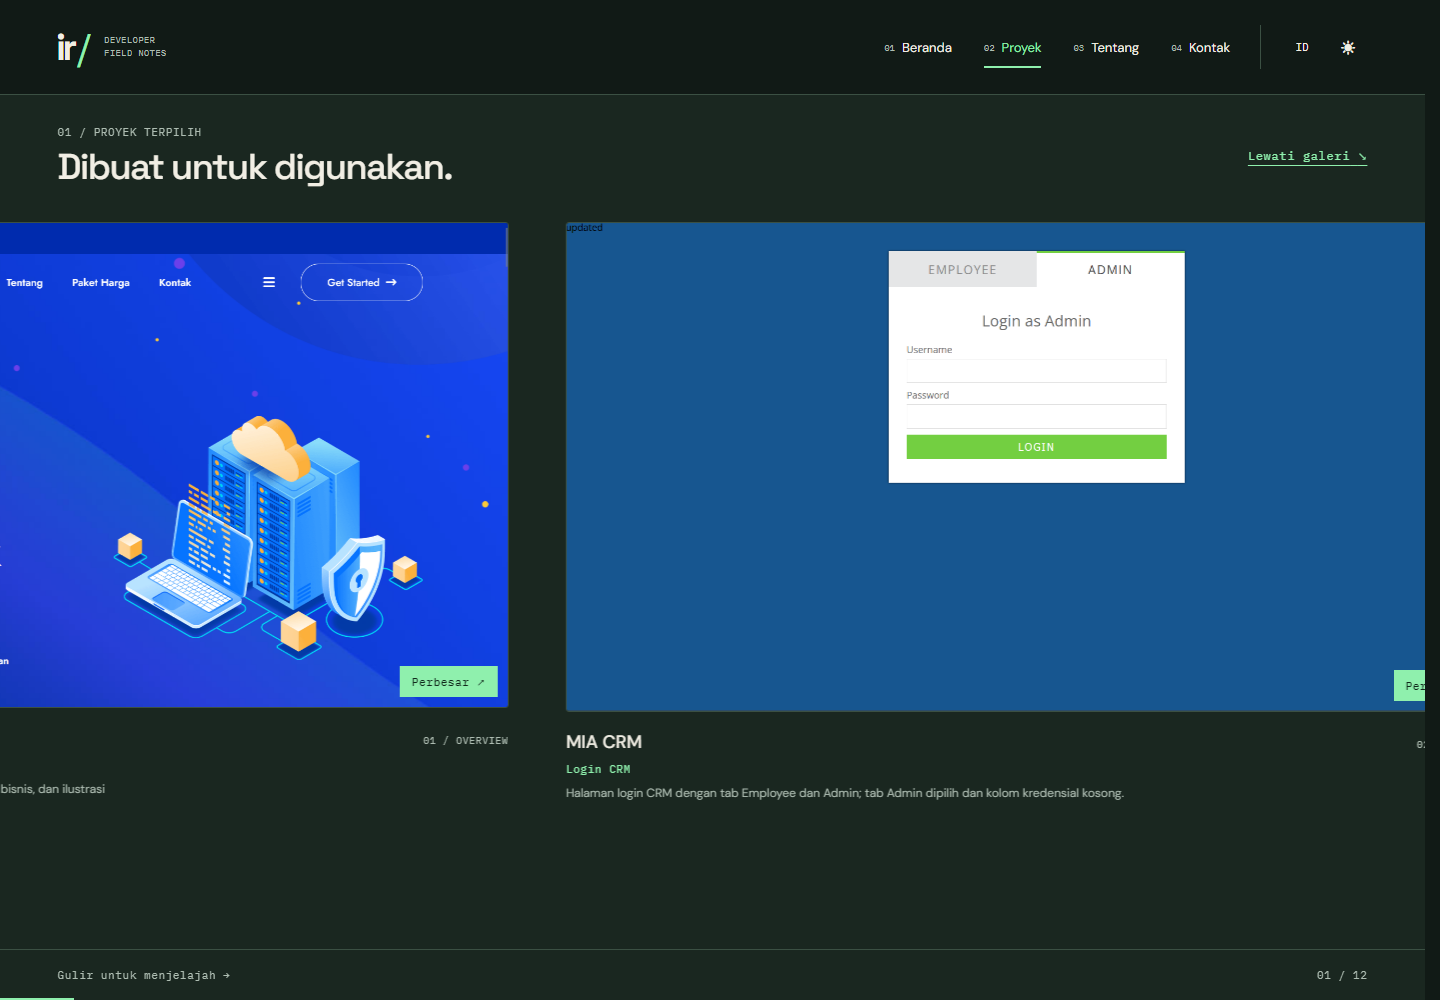 ir/
DEVELOPER
FIELD NOTES
01 Beranda
02 Proyek
03 Tentang
04 Kontak
ID
01 / PROYEK TERPILIH
Dibuat untuk digunakan.
Lewati galeri ↘
Tentang
Paket Harga
Kontak
Get Started →
an
Perbesar ↗
01 / OVERVIEW
bisnis, dan ilustrasi
updated
EMPLOYEE
ADMIN
Login as Admin
Username
Password
LOGIN
Per
MIA CRM
Login CRM
Halaman login CRM dengan tab Employee dan Admin; tab Admin dipilih dan kolom kredensial kosong.
Gulir untuk menjelajah →
01 / 12